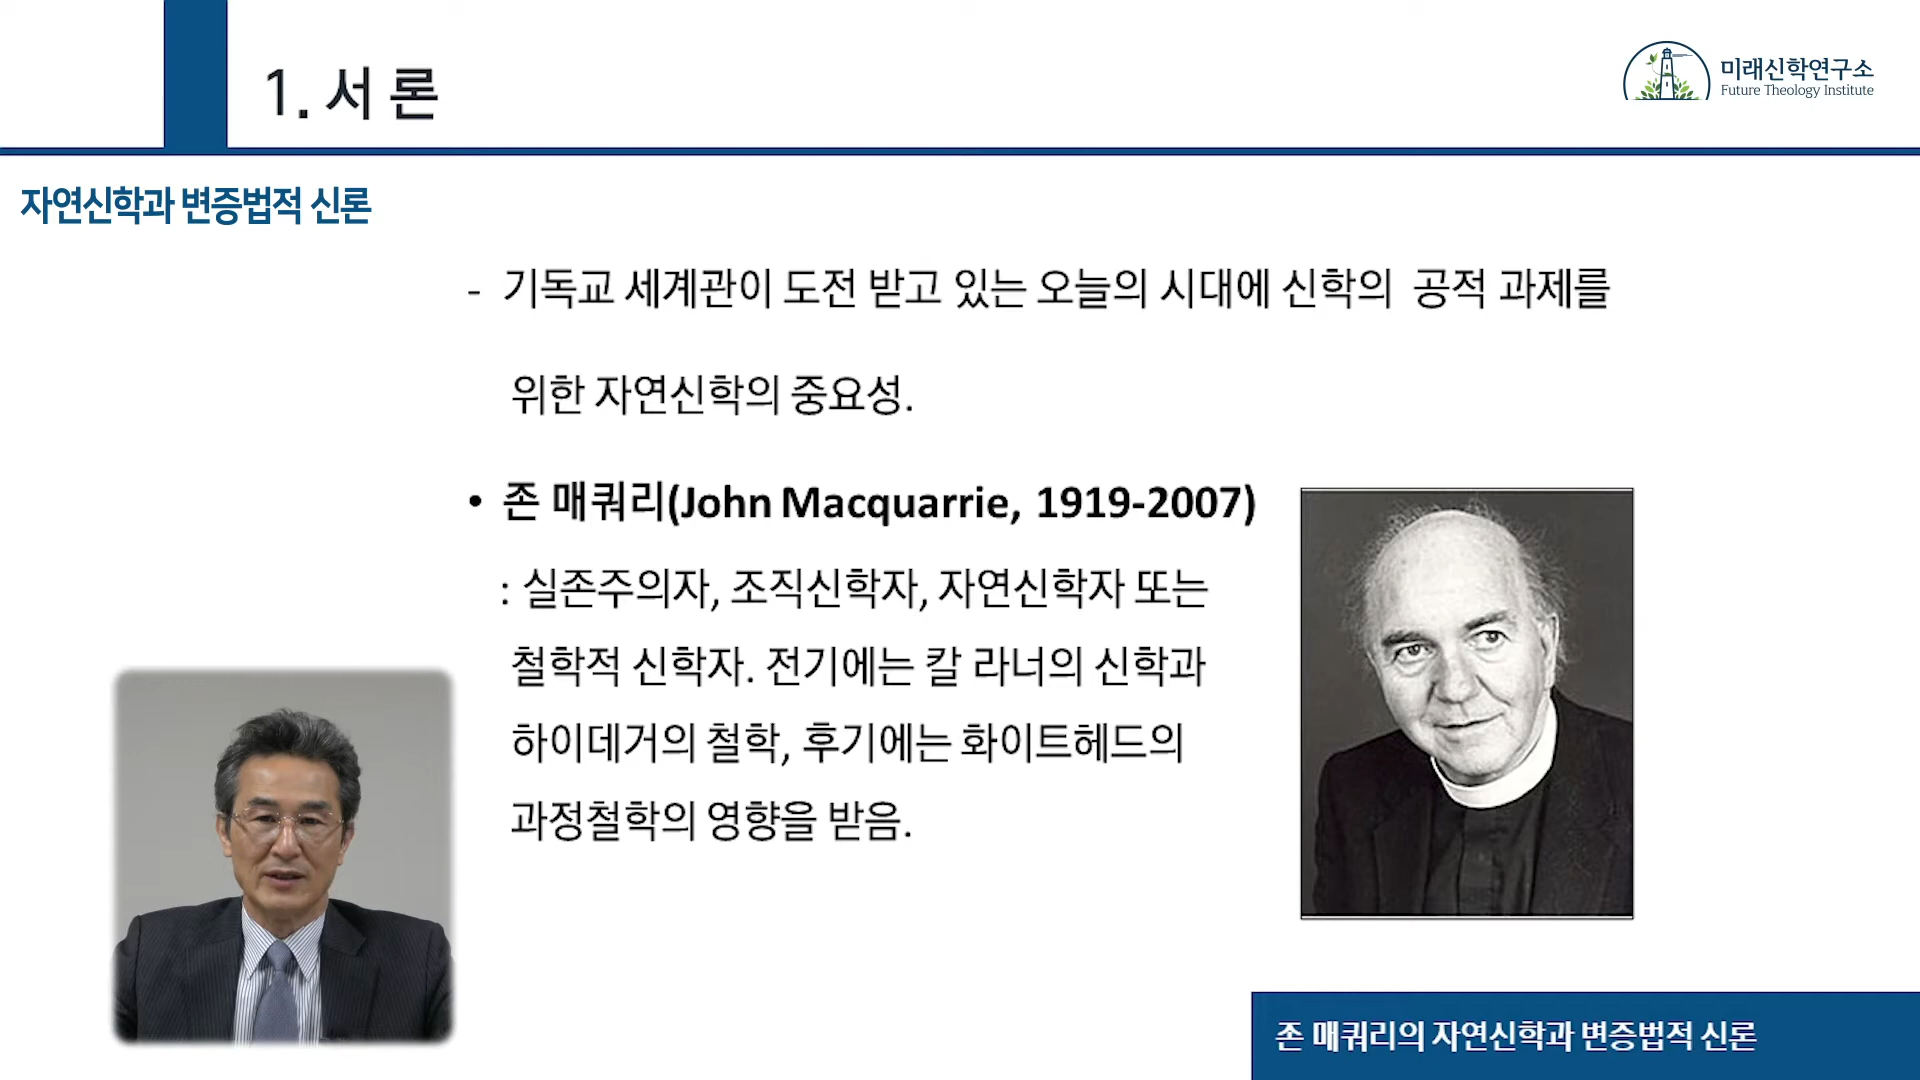 1. 서 론
미래신학연구소
Future Theology Institute
자연신학과 변증법적 신론
- 기독교 세계관이 도전 받고 있는 오늘의 시대에 신학의 공적 과제를
위한 자연신학의 중요성.
• 존 매쿼리(John Macquarrie, 1919-2007)
: 실존주의자, 조직신학자, 자연신학자 또는
철학적 신학자. 전기에는 칼 라너의 신학과
하이데거의 철학, 후기에는 화이트헤드의
과정철학의 영향을 받음.
존 매쿼리의 자연신학과 변증법적 신론